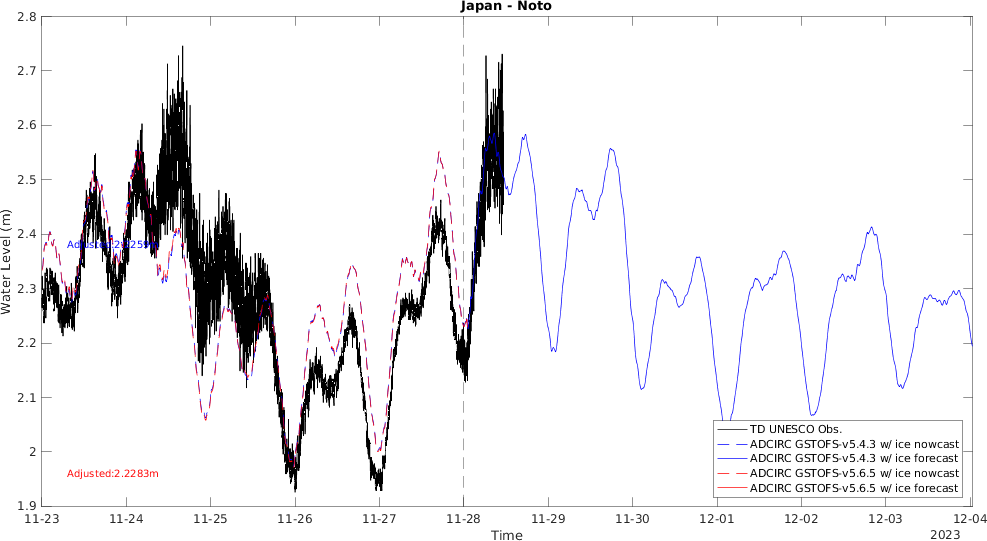 Japan - Noto
2.8
2.7
2.6
2.5
2.4
2.3
2.2
2.1
2
1.9
Water Level (m)
Adjusted:2.2283m
TD UNESCO Obs.
ADCIRC GSTOFS-v5.4.3 w/ ice nowcast
ADCIRC GSTOFS-v5.4.3 w/ ice forecast
ADCIRC GSTOFS-v5.6.5 w/ ice nowcast
ADCIRC GSTOFS-v5.6.5 w/ ice forecast
11-23 11-24 11-25 11-26 11-27 11-28 11-29 11-30 12-01 12-02 12-03 12-04
Time
2023